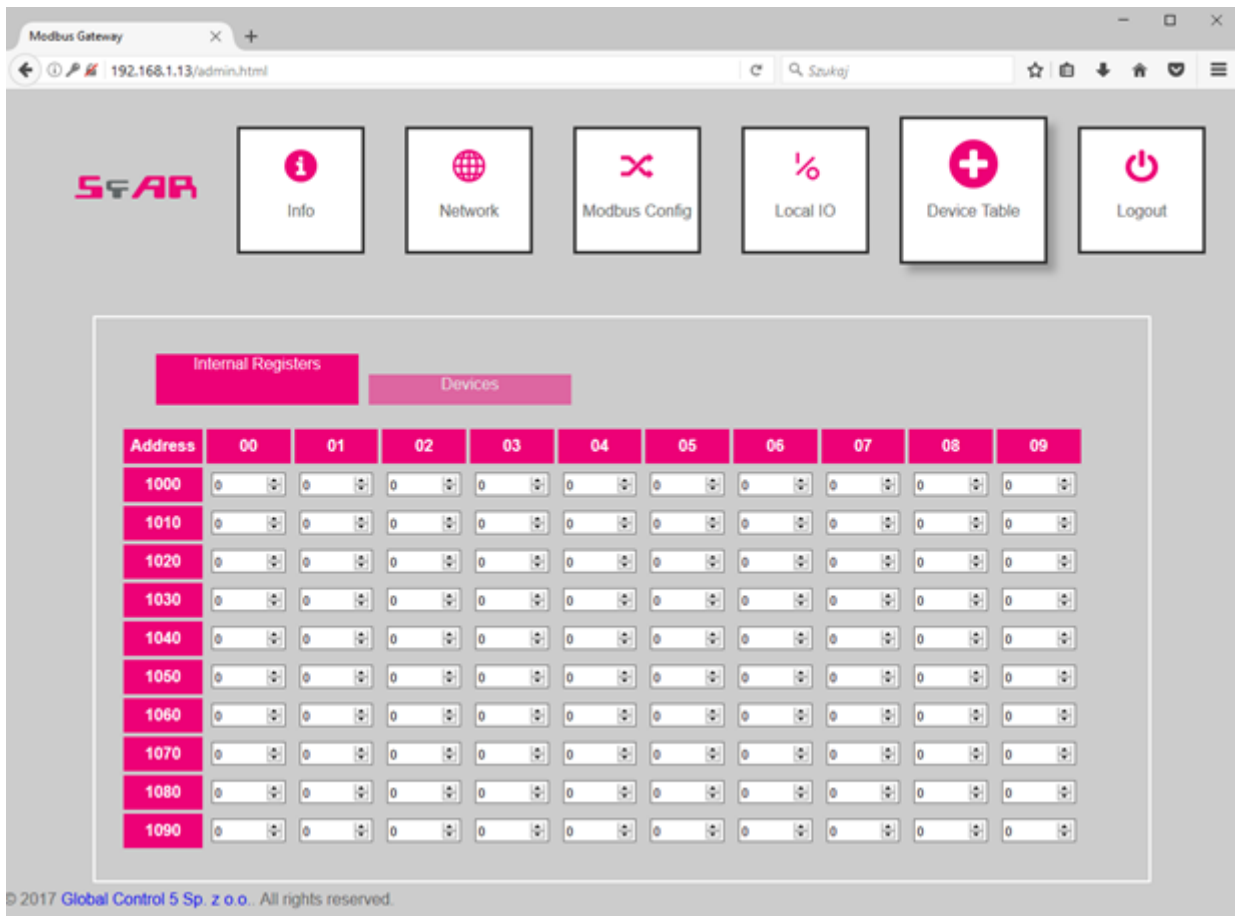 Modbus Gateway
192.168.1.13/admin.html Szukaj
SFAR
Info Network Modbus Config Local IO Device Table Logout
Internal Registers
Devices
Address 00 01 02 03 04 05 06 07 08 09
1000 0 0 0 0 0 0 0 0 0 0
1010 0 0 0 0 0 0 0 0 0 0
1020 0 0 0 0 0 0 0 0 0 0
1030 0 0 0 0 0 0 0 0 0 0
1040 0 0 0 0 0 0 0 0 0 0
1050 0 0 0 0 0 0 0 0 0 0
1060 0 0 0 0 0 0 0 0 0 0
1070 0 0 0 0 0 0 0 0 0 0
1080 0 0 0 0 0 0 0 0 0 0
1090 0 0 0 0 0 0 0 0 0 0
© 2017 Global Control 5 Sp. z o.o.. All rights reserved.